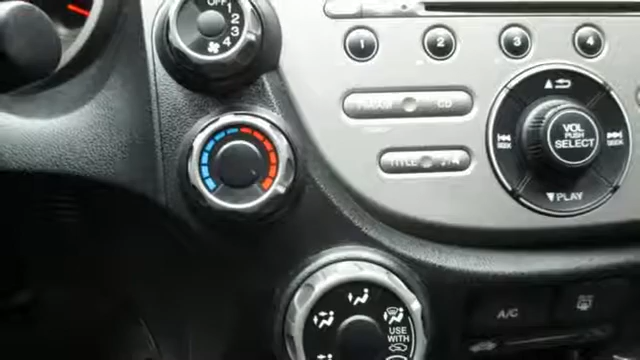 OFF
1
2
3
4
1 2 3 4
CD
TITLE
VOL
PUSH
SELECT
SEEK
SEEK
PLAY
A/C
USE
WITH